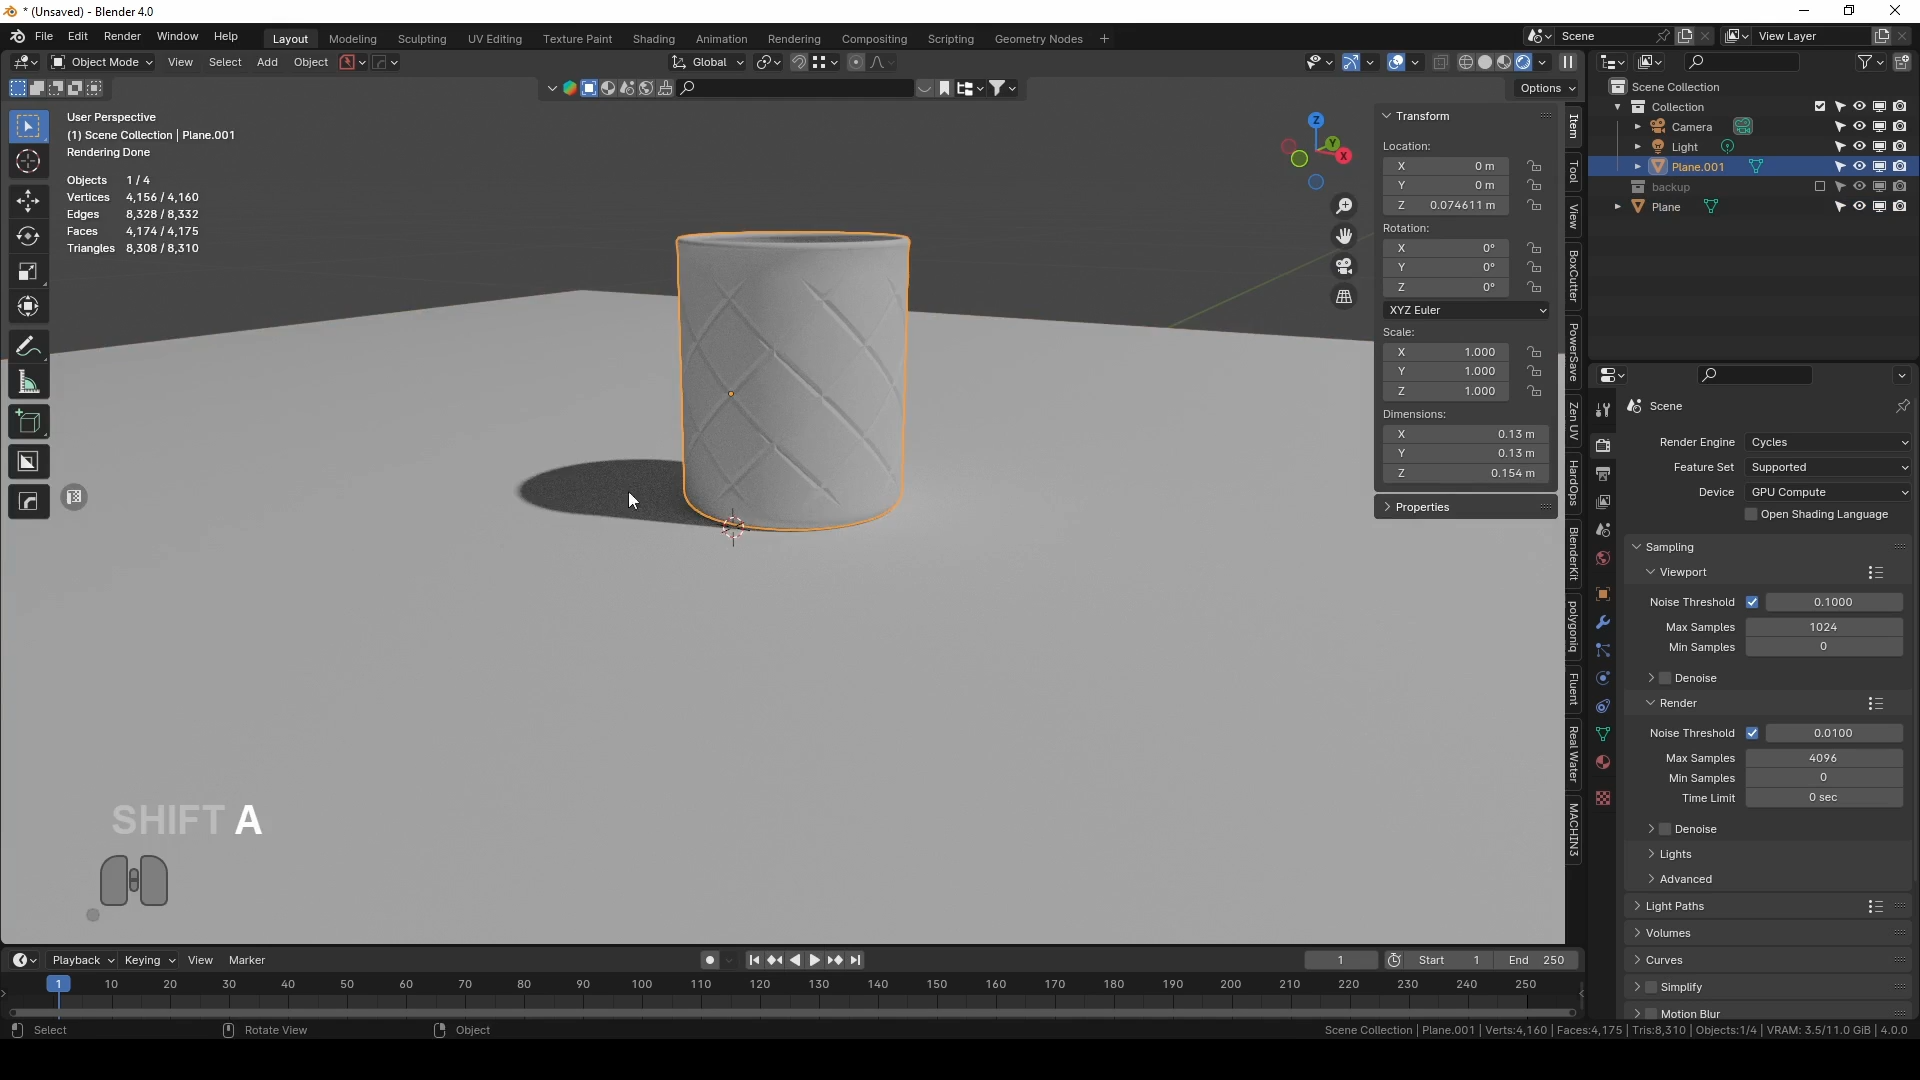 * (Unsaved) - Blender 4.0
File Edit Render Window Help
Layout Modeling Sculpting UV Editing Texture Paint Shading Animation Rendering Compositing Scripting Geometry Nodes +
Scene
View Layer
Object Mode View Select Add Object
Global
Options
User Perspective
(1) Scene Collection | Plane.001
Rendering Done
Objects 1 / 4
Vertices 4,156 / 4,160
Edges 8,328 / 8,332
Faces 4,174 / 4,175
Triangles 8,308 / 8,310
Z
Y
X
Transform
Location:
X 0 m
Y 0 m
Z 0.074611 m
Rotation:
X 0°
Y 0°
Z 0°
XYZ Euler
Scale:
X 1.000
Y 1.000
Z 1.000
Dimensions:
X 0.13 m
Y 0.13 m
Z 0.154 m
Properties
Item
Tool
View
BoxCutter
PowerSave
Zen UV
HardOps
BlenderKit
polygoniq
Fluent
Real Water
MACHIN3
Scene Collection
Collection
Camera
Light
Plane.001
backup
Plane
Scene
Render Engine Cycles
Feature Set Supported
Device GPU Compute
Open Shading Language
Sampling
Viewport
Noise Threshold 0.1000
Max Samples 1024
Min Samples 0
Denoise
Render
Noise Threshold 0.0100
Max Samples 4096
Min Samples 0
Time Limit 0 sec
Denoise
Lights
Advanced
Light Paths
Volumes
Curves
Simplify
Motion Blur
SHIFT A
Playback Keying View Marker
1 Start 1 End 250
1 10 20 30 40 50 60 70 80 90 100 110 120 130 140 150 160 170 180 190 200 210 220 230 240 250
Select Rotate View Object
Scene Collection | Plane.001 | Verts:4,160 | Faces:4,175 | Tris:8,310 | Objects:1/4 | VRAM: 3.5/11.0 GiB | 4.0.0